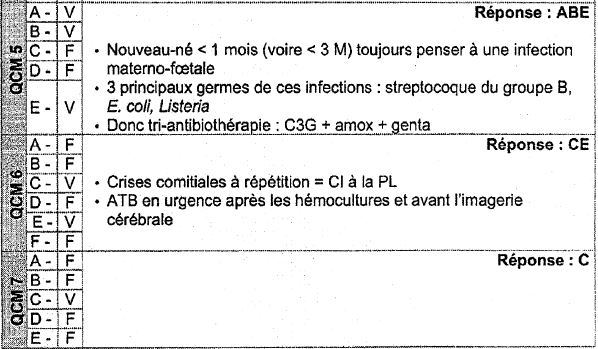 QCM 5
A - V
B - V
C - F
D - F
E - V
Réponse : ABE
• Nouveau-né < 1 mois (voire < 3 M) toujours penser à une infection
materno-fœtale
• 3 principaux germes de ces infections : streptocoque du groupe B,
E. coli, Listeria
• Donc tri-antibiothérapie : C3G + amox + genta
QCM 6
A - F
B - F
C - V
D - F
E - V
F - F
Réponse : CE
• Crises comitiales à répétition = CI à la PL
• ATB en urgence après les hémocultures et avant l'imagerie
cérébrale
QCM 7
A - F
B - F
C - V
D - F
E - F
Réponse : C